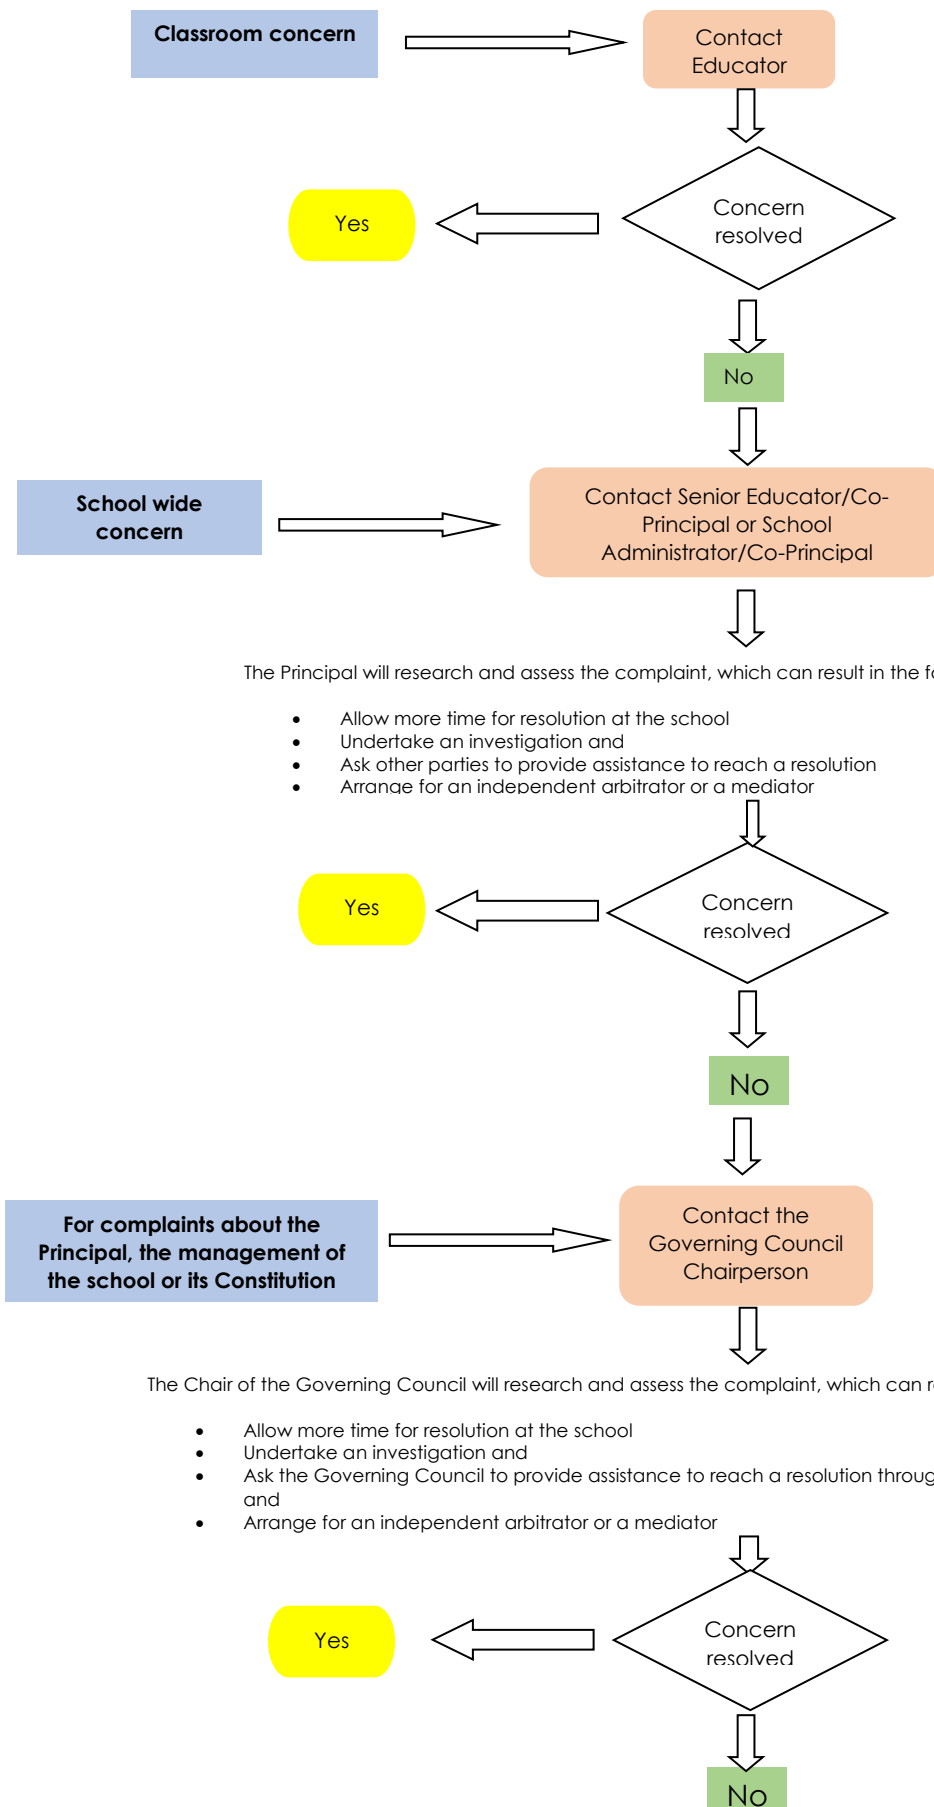 Classroom concern
Contact
Educator
Concern
resolved
Yes
No
School wide
concern
Contact Senior Educator/Co-
Principal or School
Administrator/Co-Principal
The Principal will research and assess the complaint, which can result in the
• Allow more time for resolution at the school
• Undertake an investigation and
• Ask other parties to provide assistance to reach a resolution
• Arrange for an independent arbitrator or a mediator
Concern
resolved
Yes
No
For complaints about the
Principal, the management of
the school or its Constitution
Contact the
Governing Council
Chairperson
The Chair of the Governing Council will research and assess the complaint, which can
• Allow more time for resolution at the school
• Undertake an investigation and
• Ask the Governing Council to provide assistance to reach a resolution
and
• Arrange for an independent arbitrator or a mediator
Concern
resolved
Yes
No